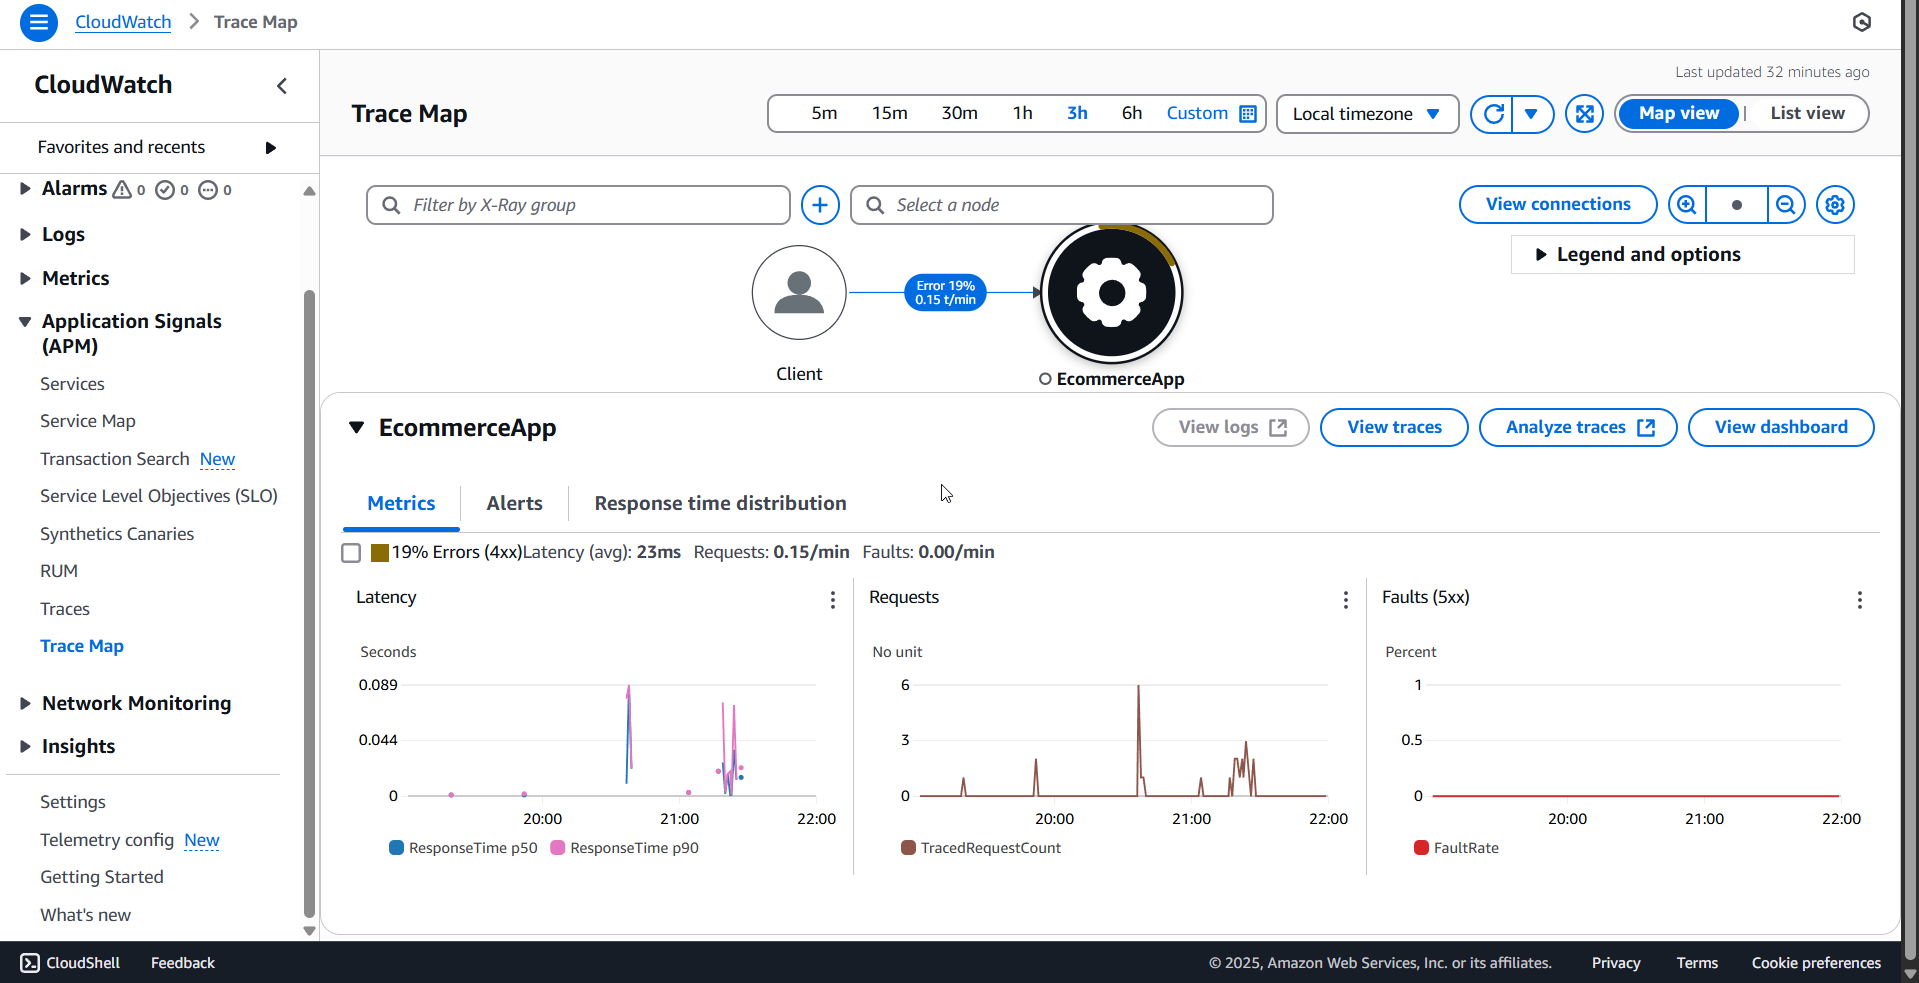 CloudWatch > Trace Map
CloudWatch
Favorites and recents
Alarms 0 0 0
Logs
Metrics
Application Signals
(APM)
Services
Service Map
Transaction Search New
Service Level Objectives (SLO)
Synthetics Canaries
RUM
Traces
Trace Map
Network Monitoring
Insights
Settings
Telemetry config New
Getting Started
What's new
Last updated 32 minutes ago
Trace Map
5m 15m 30m 1h 3h 6h Custom
Local timezone
Map view | List view
Filter by X-Ray group
Select a node
View connections
Legend and options
Error 19%
0.15 t/min
Client
EcommerceApp
EcommerceApp
View logs
View traces
Analyze traces
View dashboard
Metrics
Alerts
Response time distribution
19% Errors (4xx)Latency (avg): 23ms Requests: 0.15/min Faults: 0.00/min
Latency
Seconds
0.089
0.044
0
20:00 21:00 22:00
ResponseTime p50 ResponseTime p90
Requests
No unit
6
3
0
20:00 21:00 22:00
TracedRequestCount
Faults (5xx)
Percent
1
0.5
0
20:00 21:00 22:00
FaultRate
CloudShell Feedback
© 2025, Amazon Web Services, Inc. or its affiliates. Privacy Terms Cookie preferences